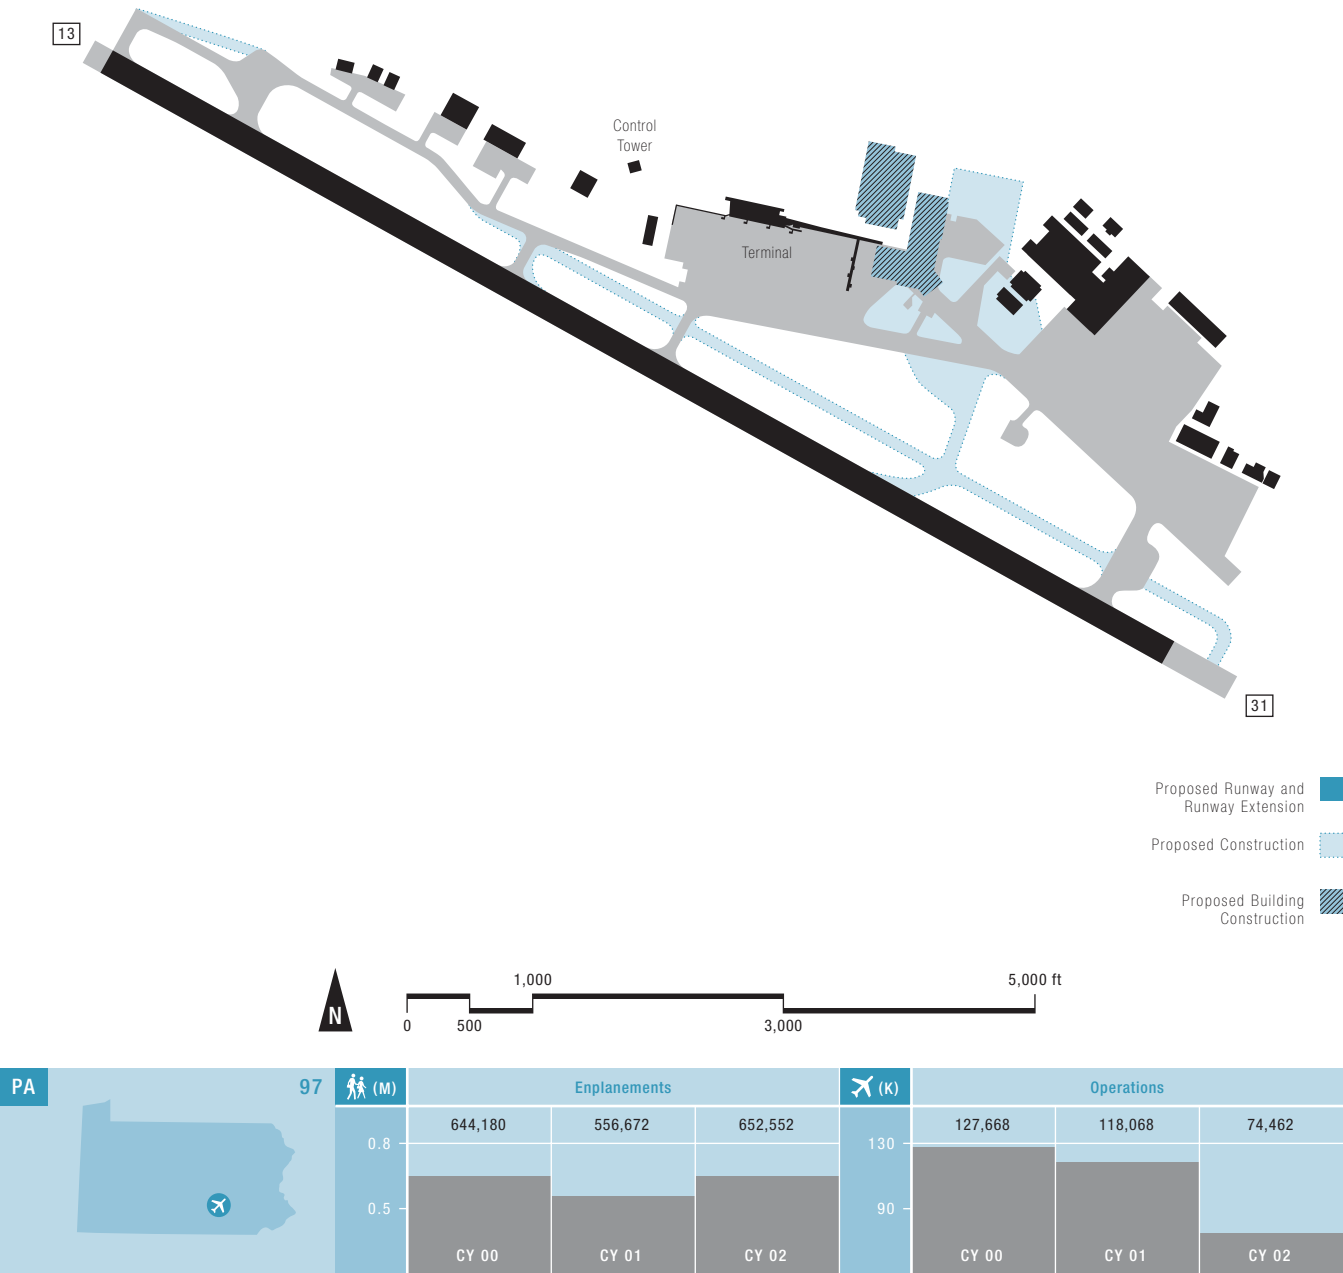 13
Control
Tower
Terminal
31
Proposed Runway and
Runway Extension
Proposed Construction
Proposed Building
Construction
N
1,000
5,000 ft
0
500
3,000
PA
97
(M)
Enplanements
(K)
Operations
644,180
556,672
652,552
127,668
118,068
74,462
0.8
130
0.5
90
CY 00
CY 01
CY 02
CY 00
CY 01
CY 02